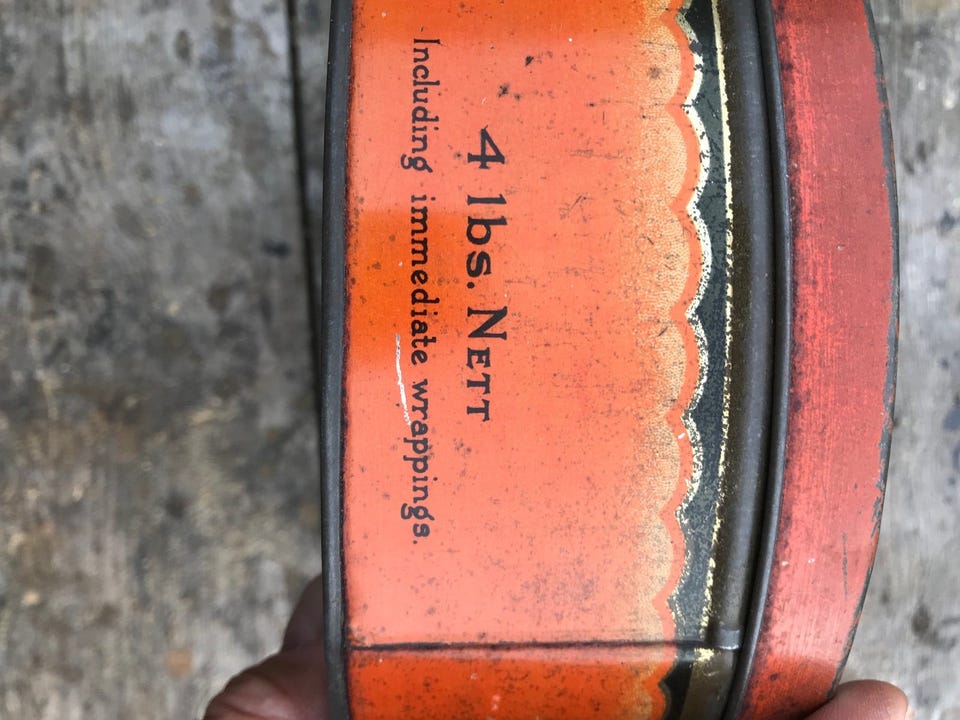 4 lbs. NETT
Including immediate wrappings.